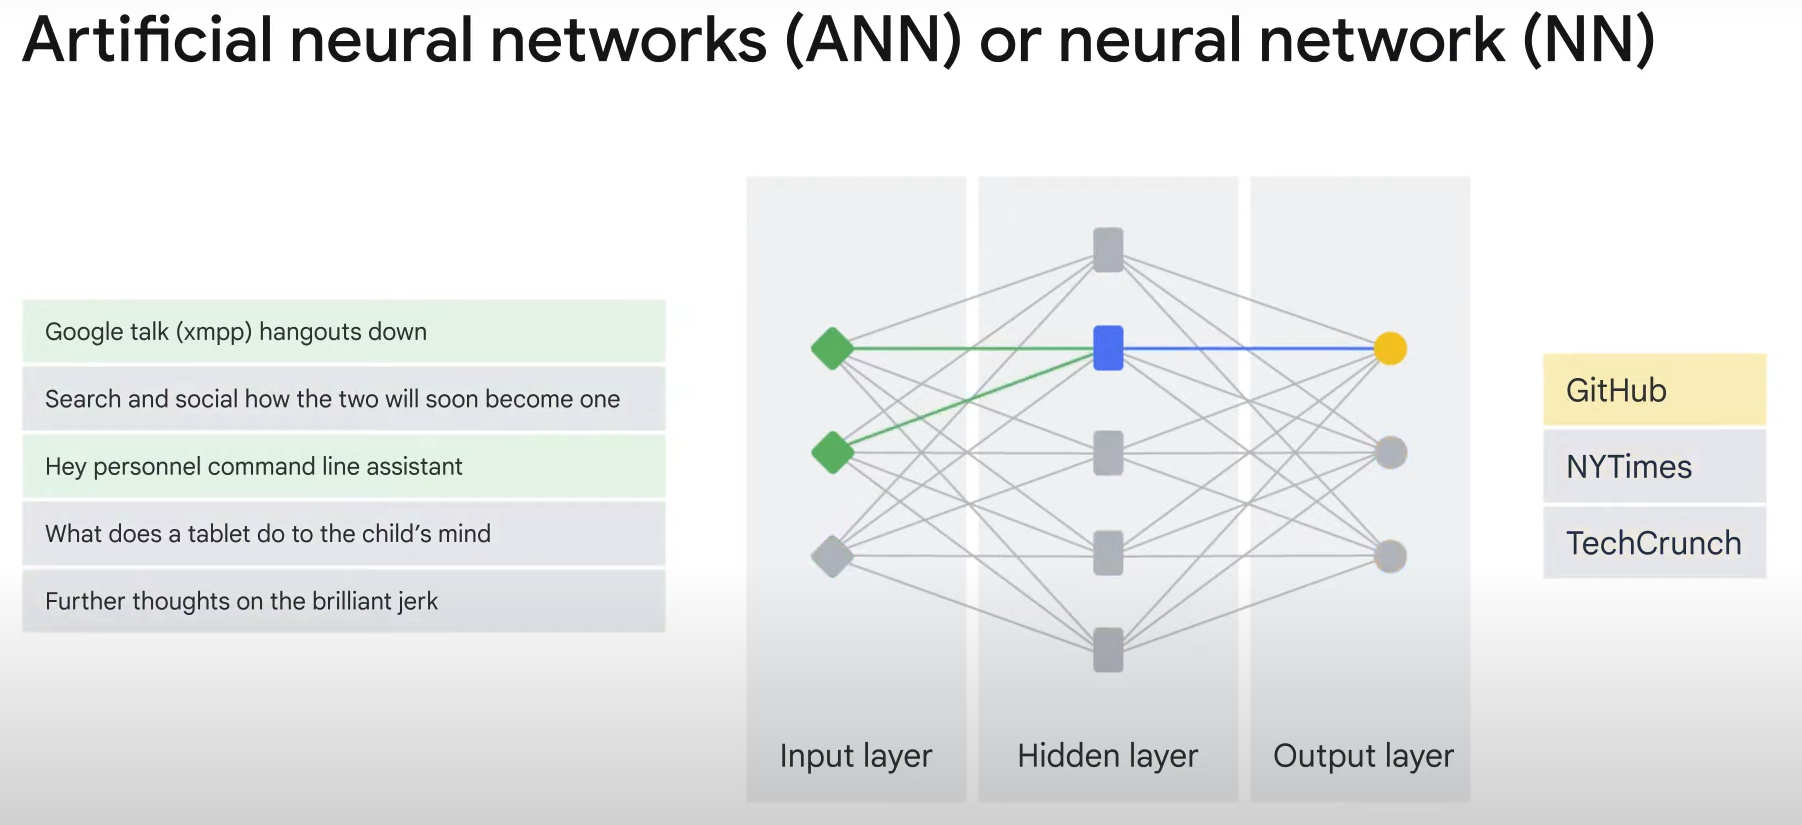 Artificial neural networks (ANN) or neural network (NN)
Google talk (xmpp) hangouts down
Search and social how the two will soon become one
Hey personnel command line assistant
What does a tablet do to the child’s mind
Further thoughts on the brilliant jerk
Input layer
Hidden layer
Output layer
GitHub
NYTimes
TechCrunch